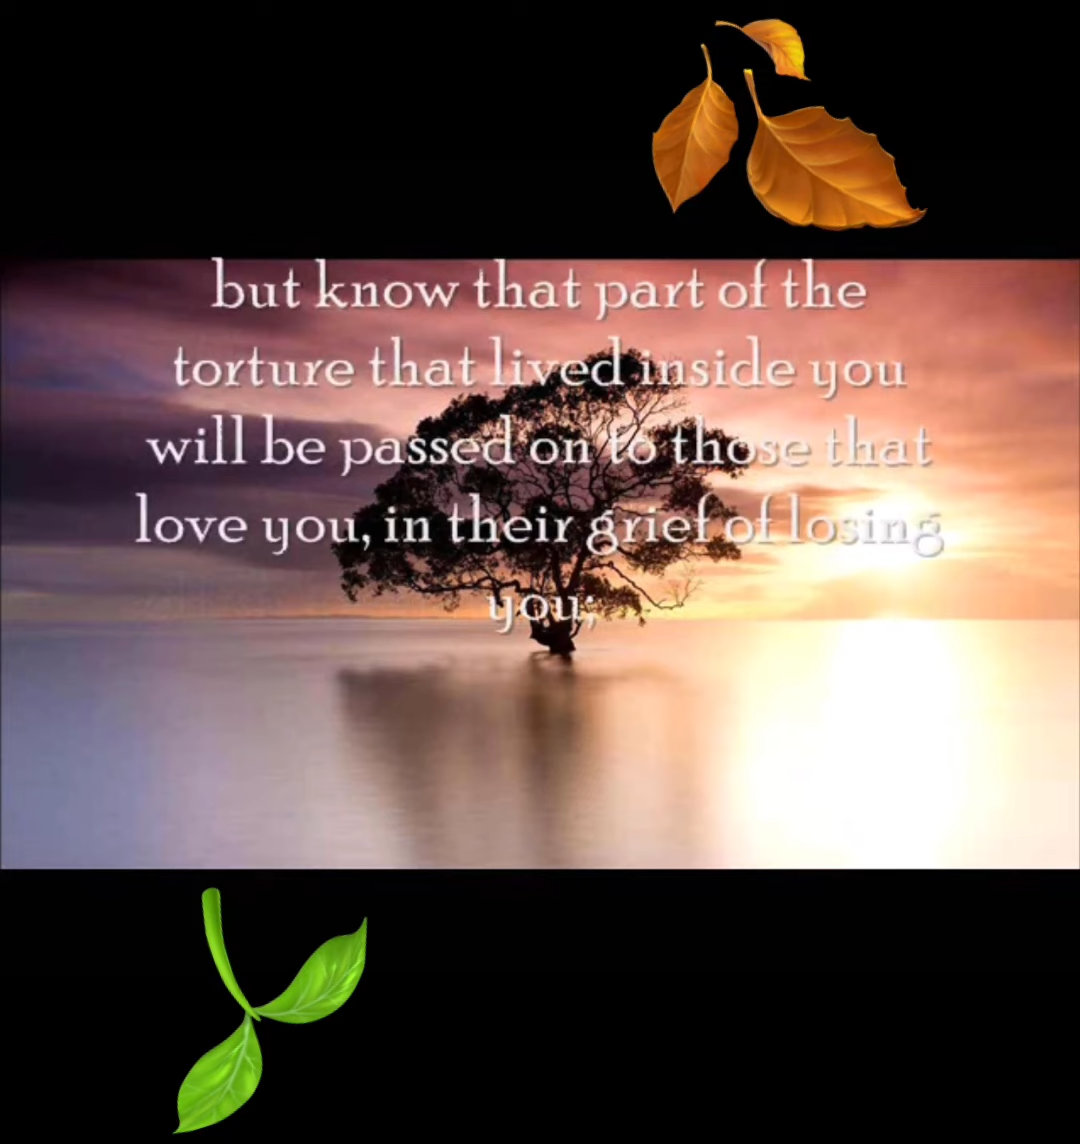 but know that part of the
torture that lived inside you
will be passed on to those that
love you, in their grief of losing
you;